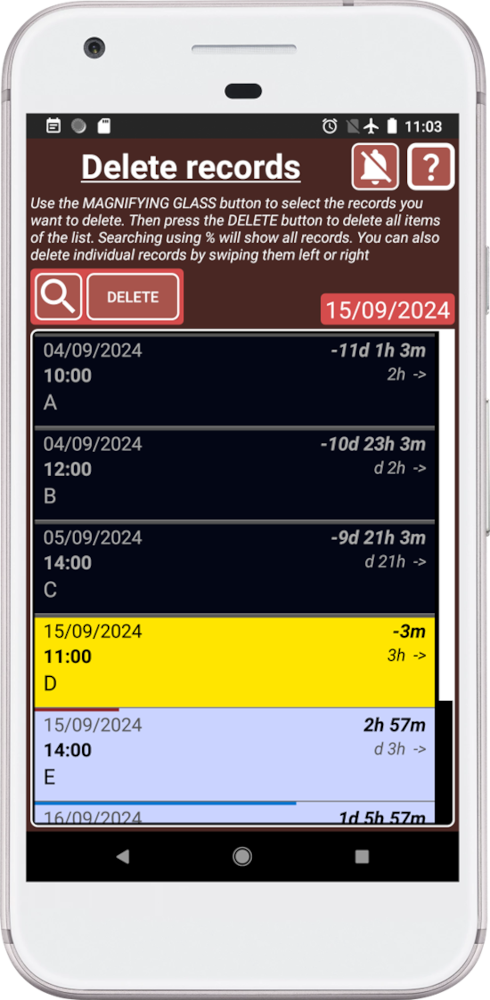 11:03
Delete records
?
Use the MAGNIFYING GLASS button to select the records you
want to delete. Then press the DELETE button to delete all items
of the list. Searching using % will show all records. You can also
delete individual records by swiping them left or right
DELETE
15/09/2024
04/09/2024 -11d 1h 3m
10:00 2h ->
A
04/09/2024 -10d 23h 3m
12:00 d 2h ->
B
05/09/2024 -9d 21h 3m
14:00 d 21h ->
C
15/09/2024 -3m
11:00 3h ->
D
15/09/2024 2h 57m
14:00 d 3h ->
E
16/09/2024 1d 5h 57m